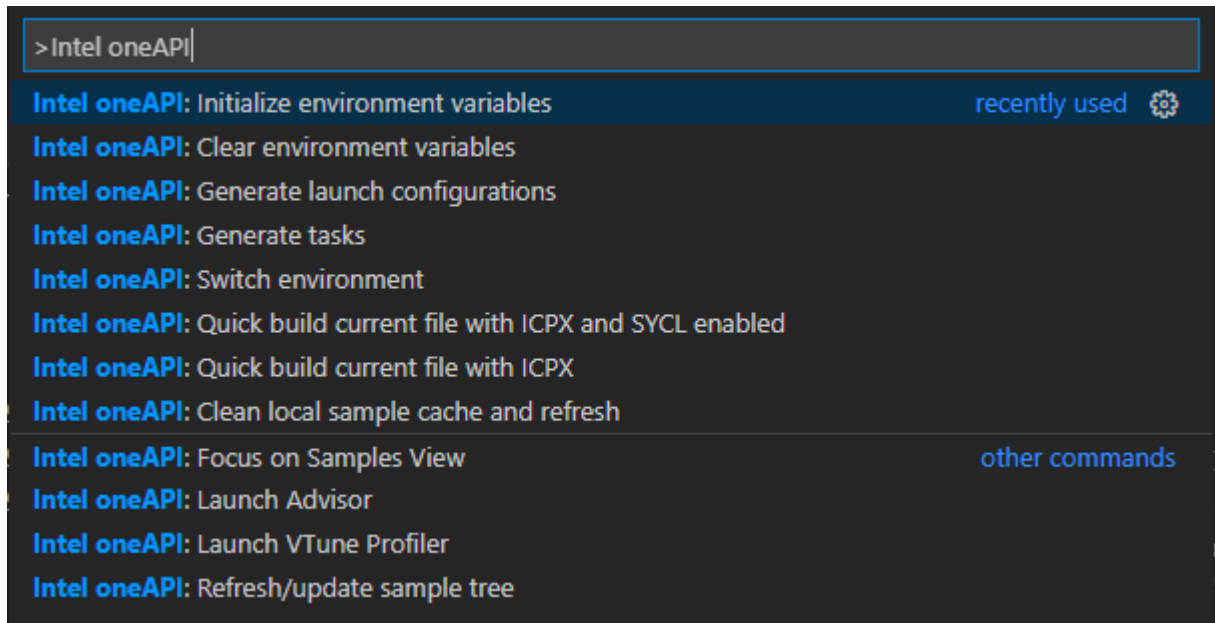 >Intel oneAPI
Intel oneAPI: Initialize environment variables recently used
Intel oneAPI: Clear environment variables
Intel oneAPI: Generate launch configurations
Intel oneAPI: Generate tasks
Intel oneAPI: Switch environment
Intel oneAPI: Quick build current file with ICPX and SYCL enabled
Intel oneAPI: Quick build current file with ICPX
Intel oneAPI: Clean local sample cache and refresh
Intel oneAPI: Focus on Samples View other commands
Intel oneAPI: Launch Advisor
Intel oneAPI: Launch VTune Profiler
Intel oneAPI: Refresh/update sample tree